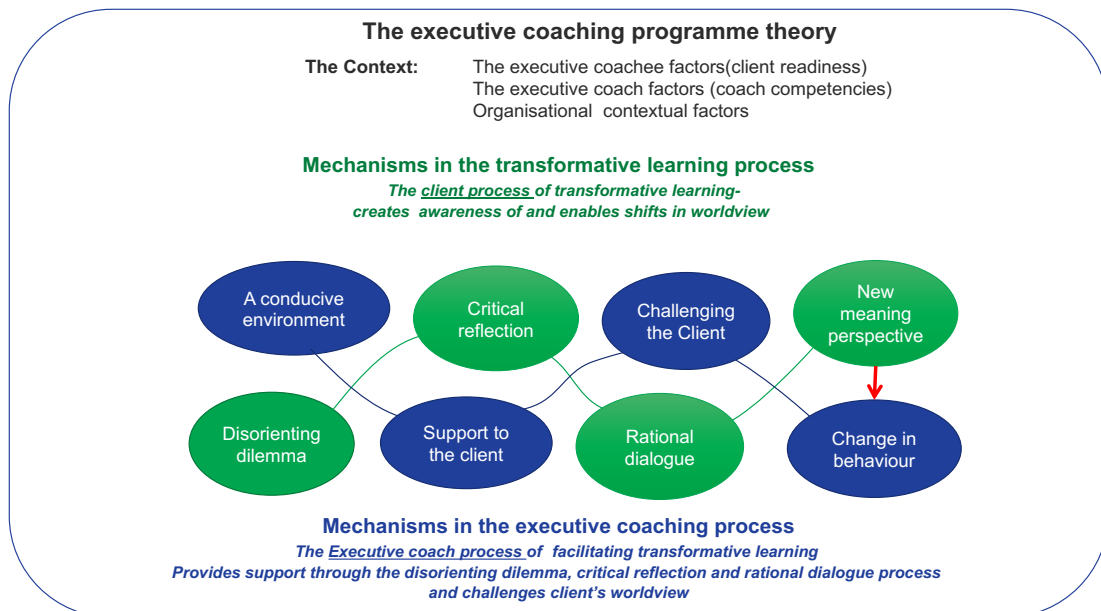 The executive coaching programme theory
The Context: The executive coachee factors(client readiness)
The executive coach factors (coach competencies)
Organisational contextual factors
Mechanisms in the transformative learning process
The client process of transformative learning-
creates awareness of and enables shifts in worldview
A conducive
environment
Critical
reflection
Challenging
the Client
New
meaning
perspective
Disorienting
dilemma
Support to
the client
Rational
dialogue
Change in
behaviour
Mechanisms in the executive coaching process
The Executive coach process of facilitating transformative learning
Provides support through the disorienting dilemma, critical reflection and rational dialogue process
and challenges client's worldview